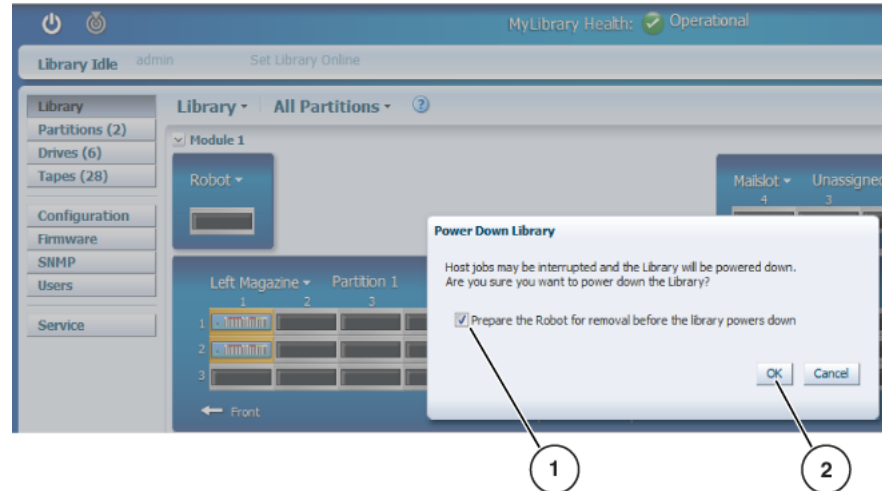 MyLibrary Health: Operational
Library Idle admin Set Library Online
Library
Partitions (2)
Drives (6)
Tapes (28)
Configuration
Firmware
SNMP
Users
Service
Library All Partitions ?
Module 1
Robot
Mailslot Unassigned
4 3
Left Magazine Partition 1
1 2 3
1
2
3
Front
Power Down Library
Host jobs may be interrupted and the Library will be powered down.
Are you sure you want to power down the Library?
Prepare the Robot for removal before the library powers down
OK Cancel
1 2